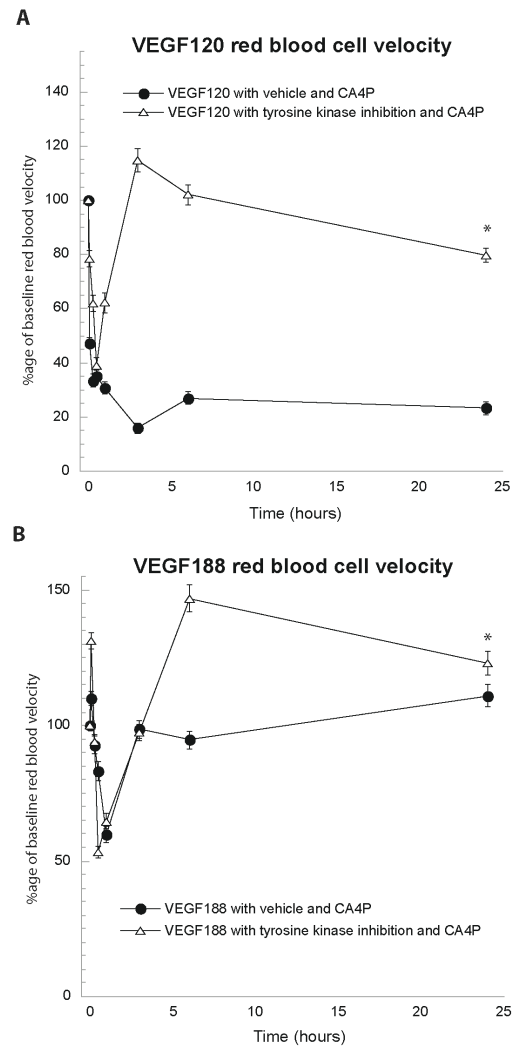 A
VEGF120 red blood cell velocity
VEGF120 with vehicle and CA4P
VEGF120 with tyrosine kinase inhibition and CA4P
%age of baseline red blood velocity
140
120
100
80
60
40
20
0
*
0 5 10 15 20 25
Time (hours)
B
VEGF188 red blood cell velocity
%age of baseline red blood velocity
150
100
50
0
*
VEGF188 with vehicle and CA4P
VEGF188 with tyrosine kinase inhibition and CA4P
0 5 10 15 20 25
Time (hours)